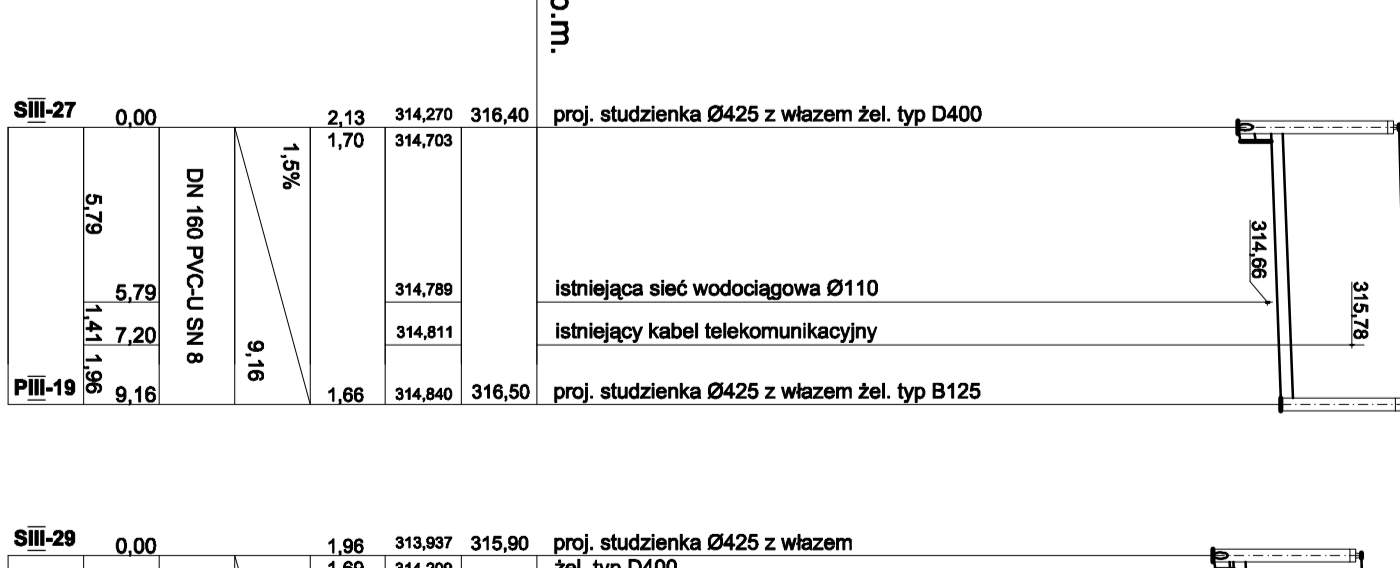 p.m.
SIII-27 0,00 2,13 314,270 316,40 proj. studzienka Ø425 z włazem żel. typ D400
1,70 314,703
1,5%
5,79
DN 160 PVC-U SN 8
314,66
5,79 314,789 istniejąca sieć wodociągowa Ø110
315,78
1,41
7,20 314,811 istniejący kabel telekomunikacyjny
9,16
1,96
PIII-19 9,16 1,66 314,840 316,50 proj. studzienka Ø425 z włazem żel. typ B125
SIII-29 0,00 1,96 313,937 315,90 proj. studzienka Ø425 z włazem
1,69 314,209 żel. typ D400